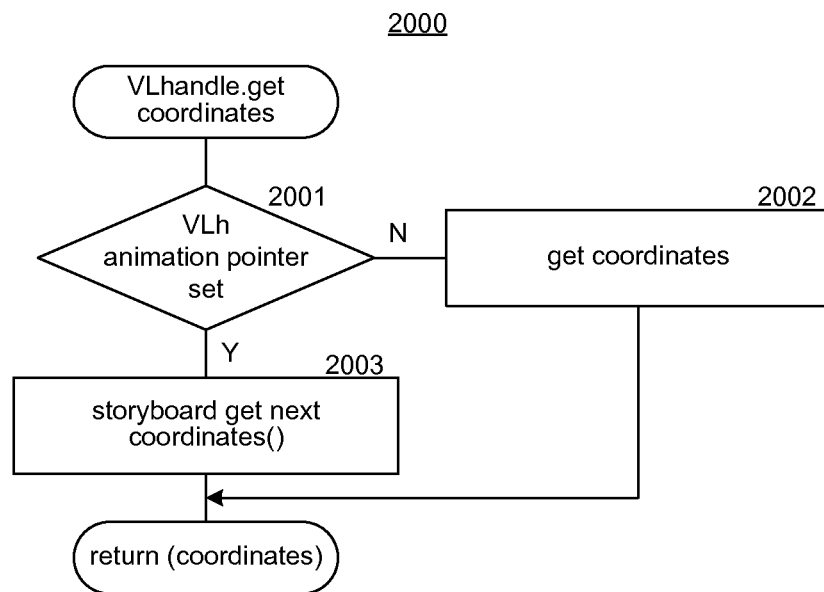 2000
VLhandle.get
coordinates
2001
VLh
animation pointer
set
N
2002
get coordinates
Y
2003
storyboard get next
coordinates()
return (coordinates)